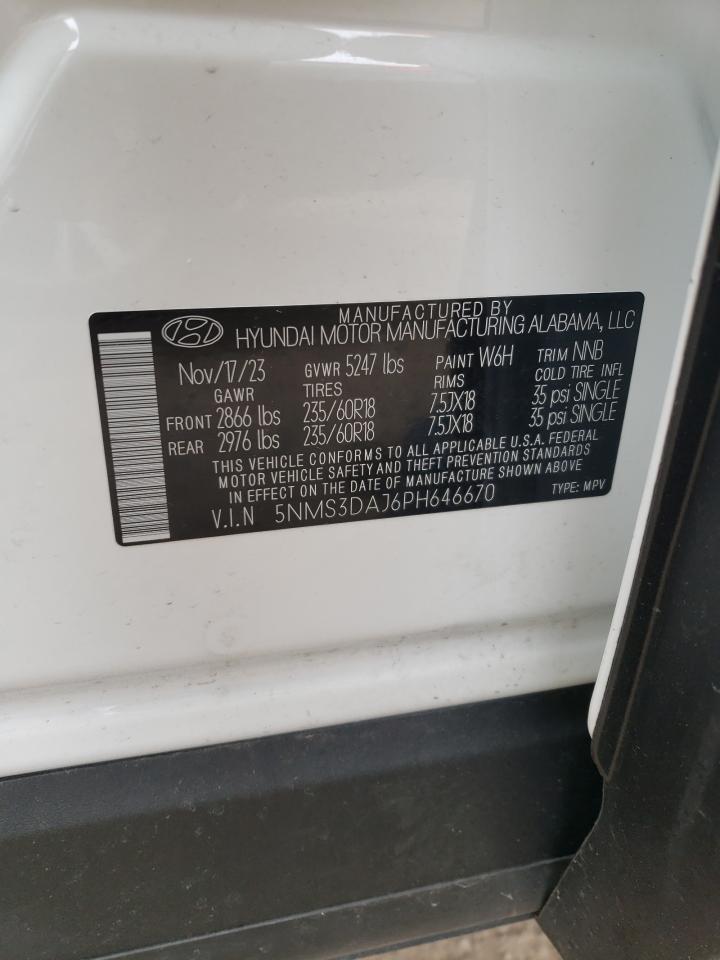 MANUFACTURED BY
HYUNDAI MOTOR MANUFACTURING ALABAMA, LLC
Nov/17/23 GVWR 5247 lbs PAINT W6H TRIM NNB
GAWR TIRES RIMS COLD TIRE INFL
FRONT 2866 lbs 235/60R18 7.5JX18 35 psi SINGLE
REAR 2976 lbs 235/60R18 7.5JX18 35 psi SINGLE
THIS VEHICLE CONFORMS TO ALL APPLICABLE U.S.A. FEDERAL
MOTOR VEHICLE SAFETY AND THEFT PREVENTION STANDARDS
IN EFFECT ON THE DATE OF MANUFACTURE SHOWN ABOVE
V.I.N 5NMS3DAJ6PH646670 TYPE: MPV